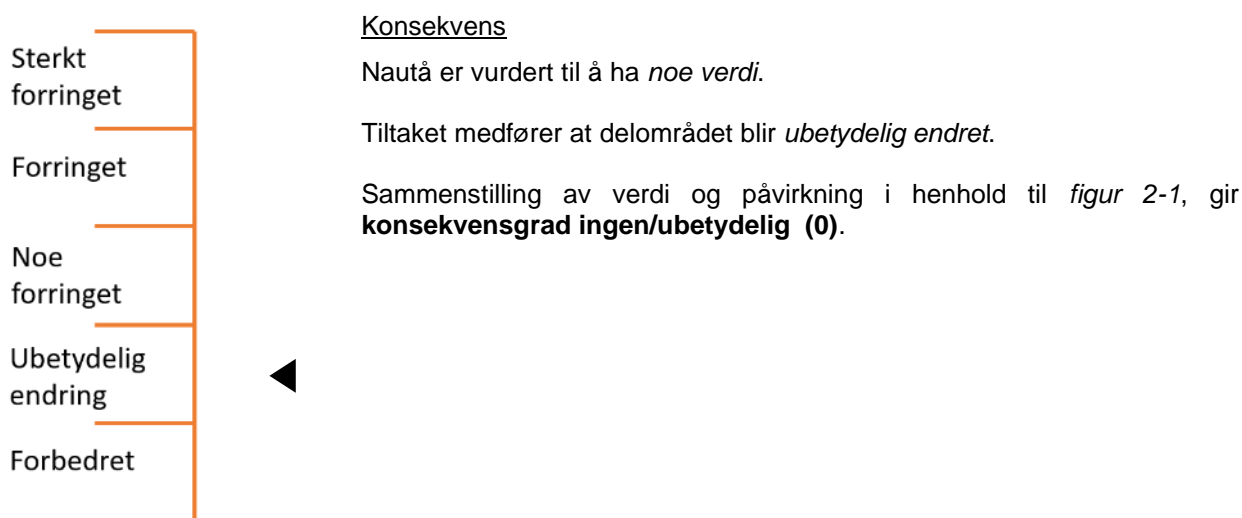 Sterkt
forringet
Forringet
Noe
forringet
Ubetydelig
endring
Forbedret
Konsekvens
Nautå er vurdert til å ha noe verdi.
Tiltaket medfører at delområdet blir ubetydelig endret.
Sammenstilling av verdi og påvirkning i henhold til figur 2-1, gir
konsekvensgrad ingen/ubetydelig (0).